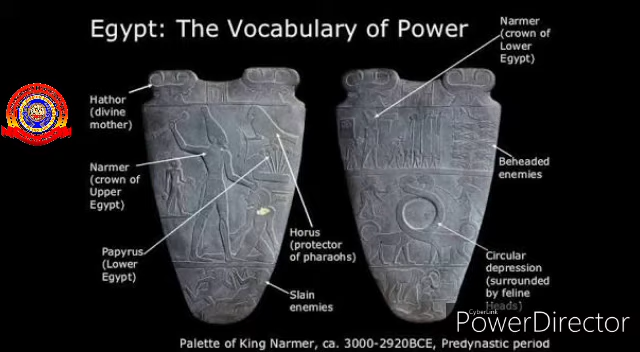 Egypt: The Vocabulary of Power
Narmer
(crown of
Lower
Egypt)
Hathor
(divine
mother)
Narmer
(crown of
Upper
Egypt)
Beheaded
enemies
Papyrus
(Lower
Egypt)
Horus
(protector
of pharaohs)
Circular
depression
(surrounded
by feline
Heads)
Slain
enemies
CyberLink
PowerDirector
Palette of King Narmer, ca. 3000-2920BCE, Predynastic period